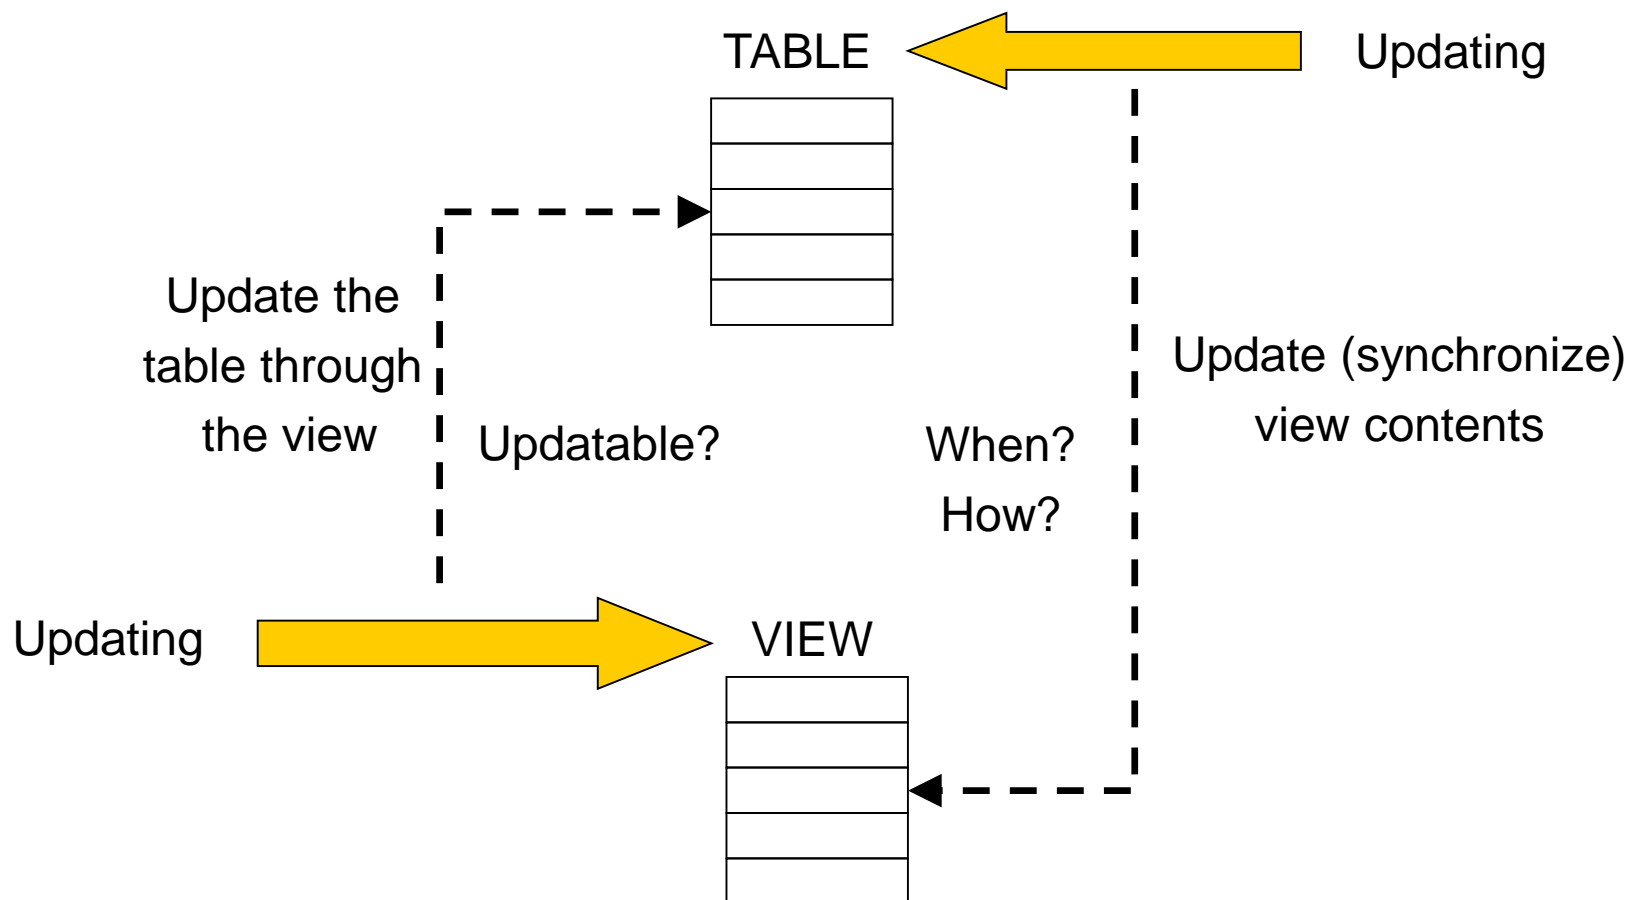 TABLE
Updating
Update the
table through
the view
Updatable?
When?
How?
Update (synchronize)
view contents
Updating
VIEW